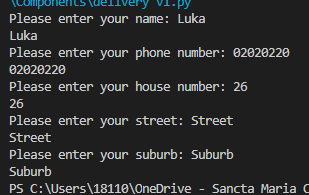 \Components\delivery v1.py
Please enter your name: Luka
Luka
Please enter your phone number: 02020220
02020220
Please enter your house number: 26
26
Please enter your street: Street
Street
Please enter your suburb: Suburb
Suburb
PS C:\Users\18110\OneDrive - Sancta Maria C